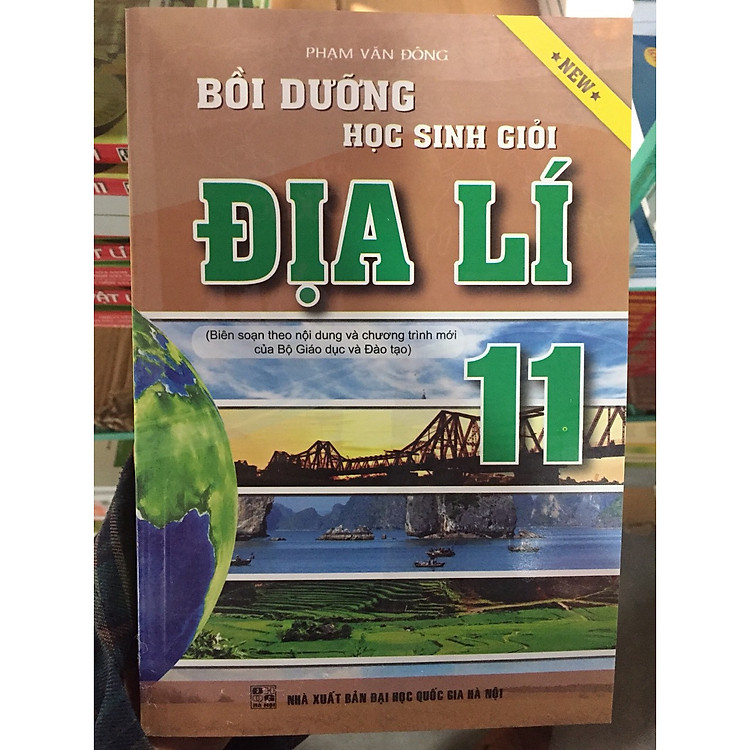 PHẠM VĂN ĐÔNG
NEW
BỒI DƯỠNG
HỌC SINH GIỎI
ĐỊA LÍ
(Biên soạn theo nội dung và chương trình mới
của Bộ Giáo dục và Đào tạo)
11
NHÀ XUẤT BẢN ĐẠI HỌC QUỐC GIA HÀ NỘI